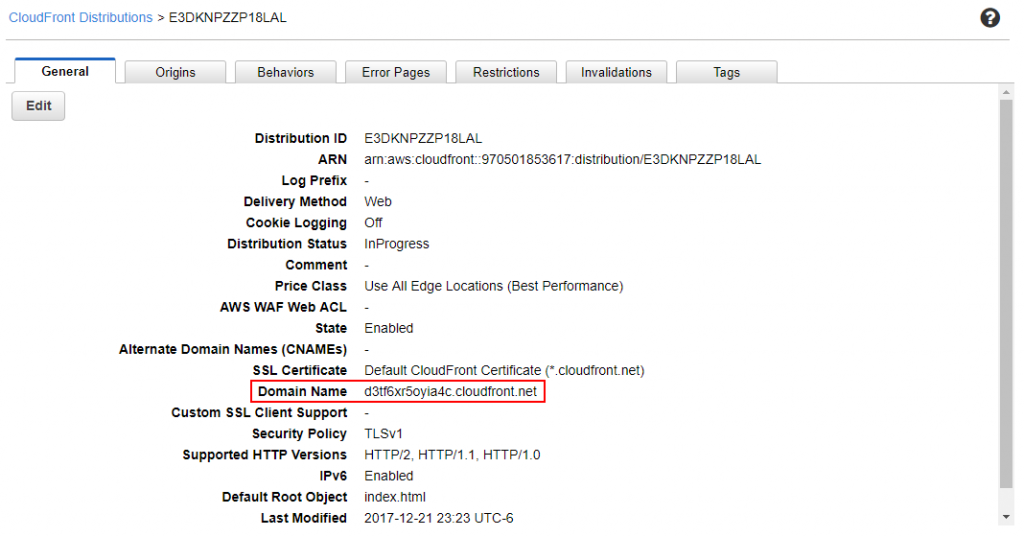 CloudFront Distributions > E3DKNPZZP18LAL
?
General Origins Behaviors Error Pages Restrictions Invalidations Tags
Edit
Distribution ID E3DKNPZZP18LAL
ARN arn:aws:cloudfront::970501853617:distribution/E3DKNPZZP18LAL
Log Prefix -
Delivery Method Web
Cookie Logging Off
Distribution Status InProgress
Comment -
Price Class Use All Edge Locations (Best Performance)
AWS WAF Web ACL -
State Enabled
Alternate Domain Names (CNAMEs) -
SSL Certificate Default CloudFront Certificate (*.cloudfront.net)
Domain Name d3tf6xr5oyia4c.cloudfront.net
Custom SSL Client Support -
Security Policy TLSv1
Supported HTTP Versions HTTP/2, HTTP/1.1, HTTP/1.0
IPv6 Enabled
Default Root Object index.html
Last Modified 2017-12-21 23:23 UTC-6